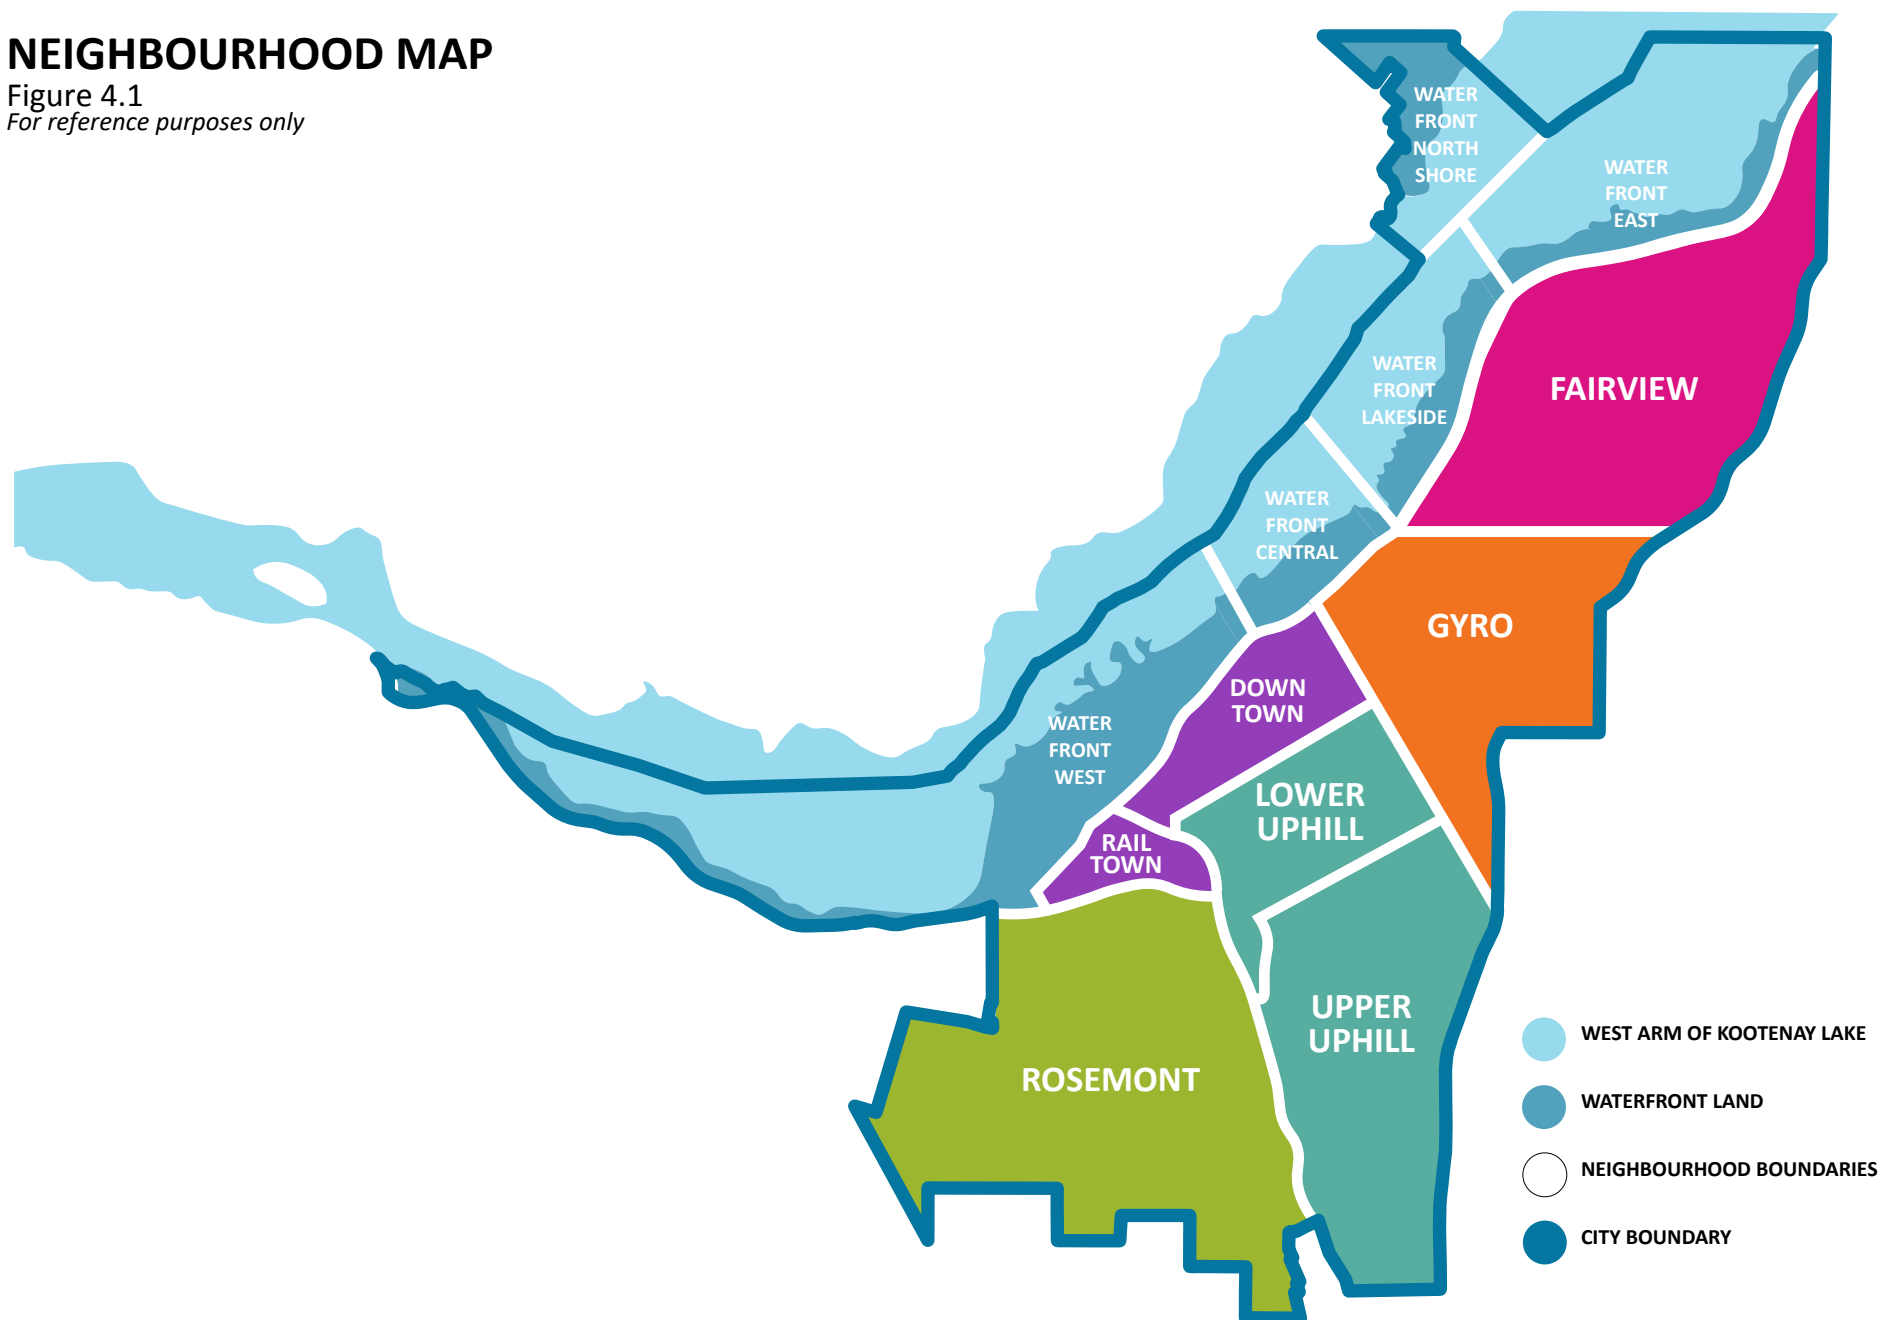 NEIGHBOURHOOD MAP
Figure 4.1
For reference purposes only
WATER
FRONT
NORTH
SHORE
WATER
FRONT
EAST
WATER
FRONT
LAKESIDE
FAIRVIEW
WATER
FRONT
CENTRAL
GYRO
DOWN
TOWN
WATER
FRONT
WEST
LOWER
UPHILL
RAIL
TOWN
UPPER
UPHILL
ROSEMONT
WEST ARM OF KOOTENAY LAKE
WATERFRONT LAND
NEIGHBOURHOOD BOUNDARIES
CITY BOUNDARY